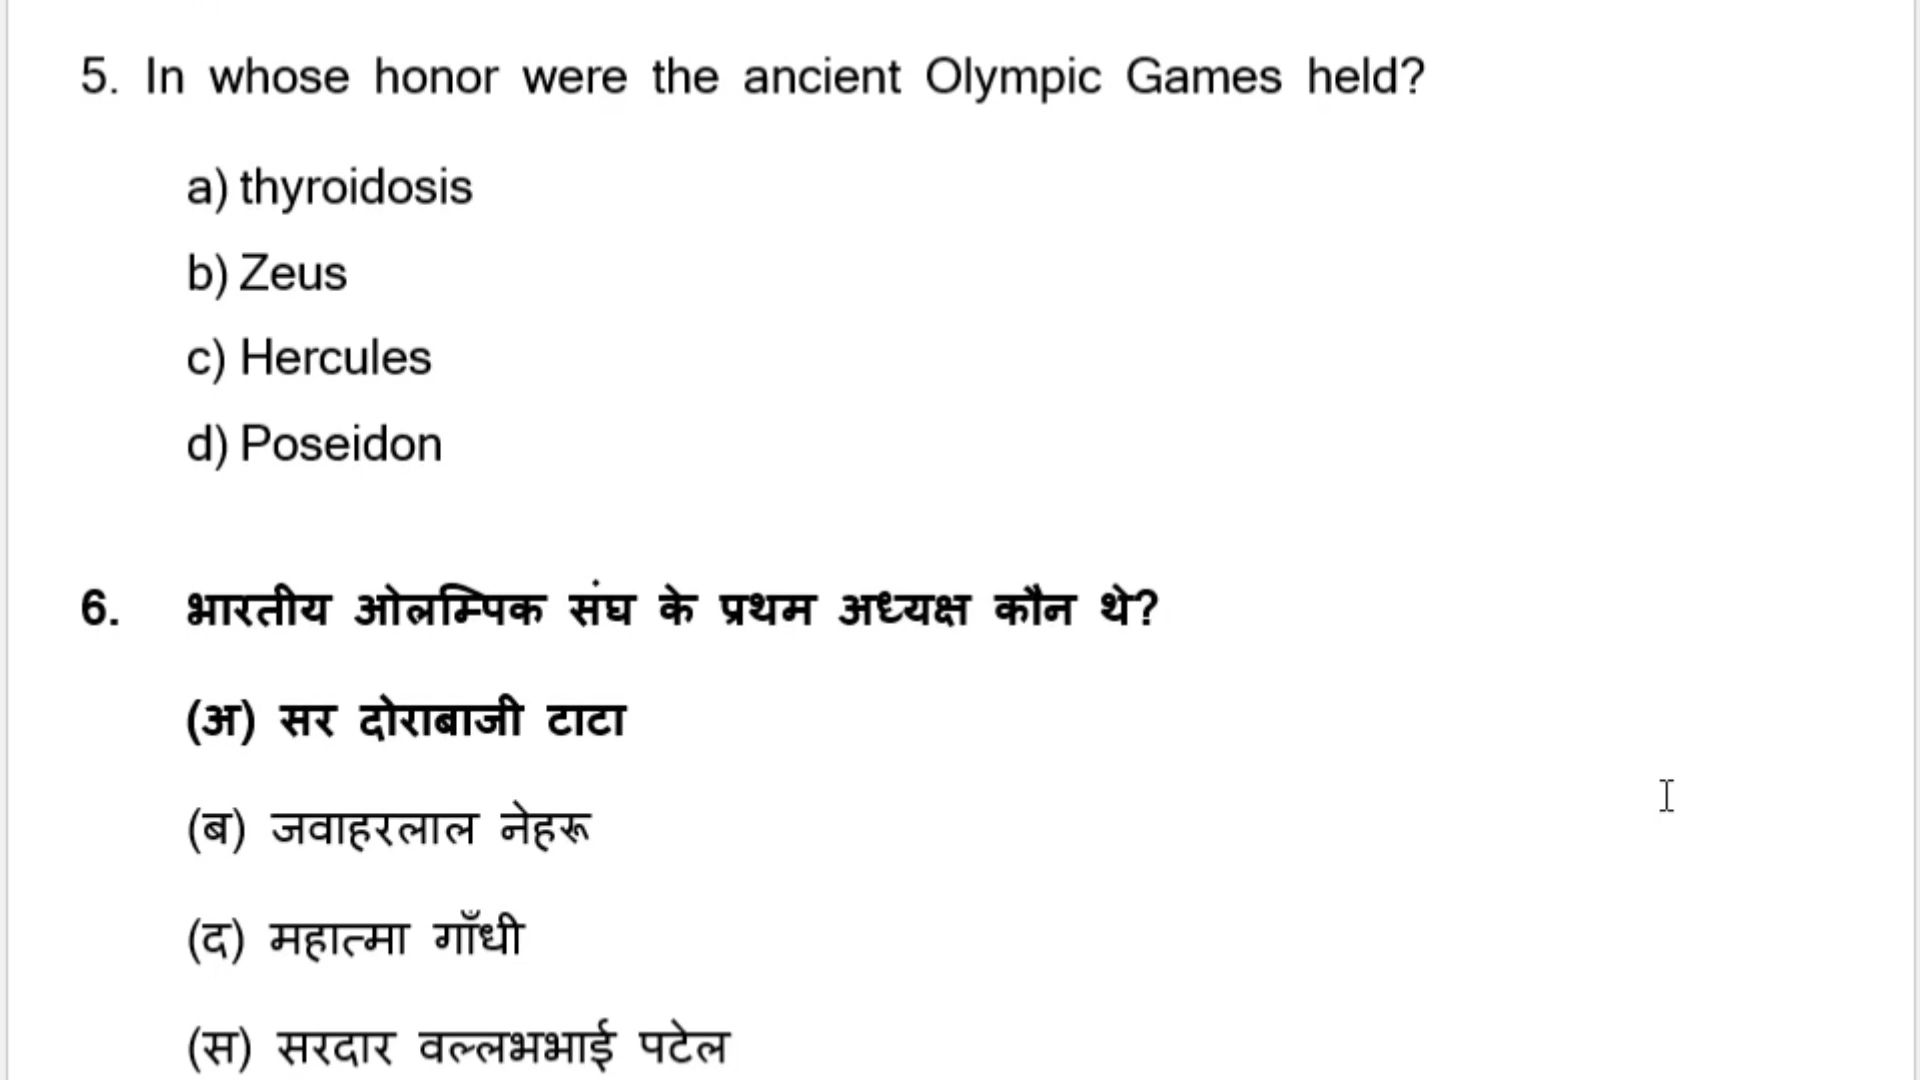 5. In whose honor were the ancient Olympic Games held?
a) thyroidosis
b) Zeus
c) Hercules
d) Poseidon
6. भारतीय ओलम्पिक संघ के प्रथम अध्यक्ष कौन थे?
(अ) सर दोराबाजी टाटा
(ब) जवाहरलाल नेहरू
(द) महात्मा गाँधी
(स) सरदार वल्लभभाई पटेल